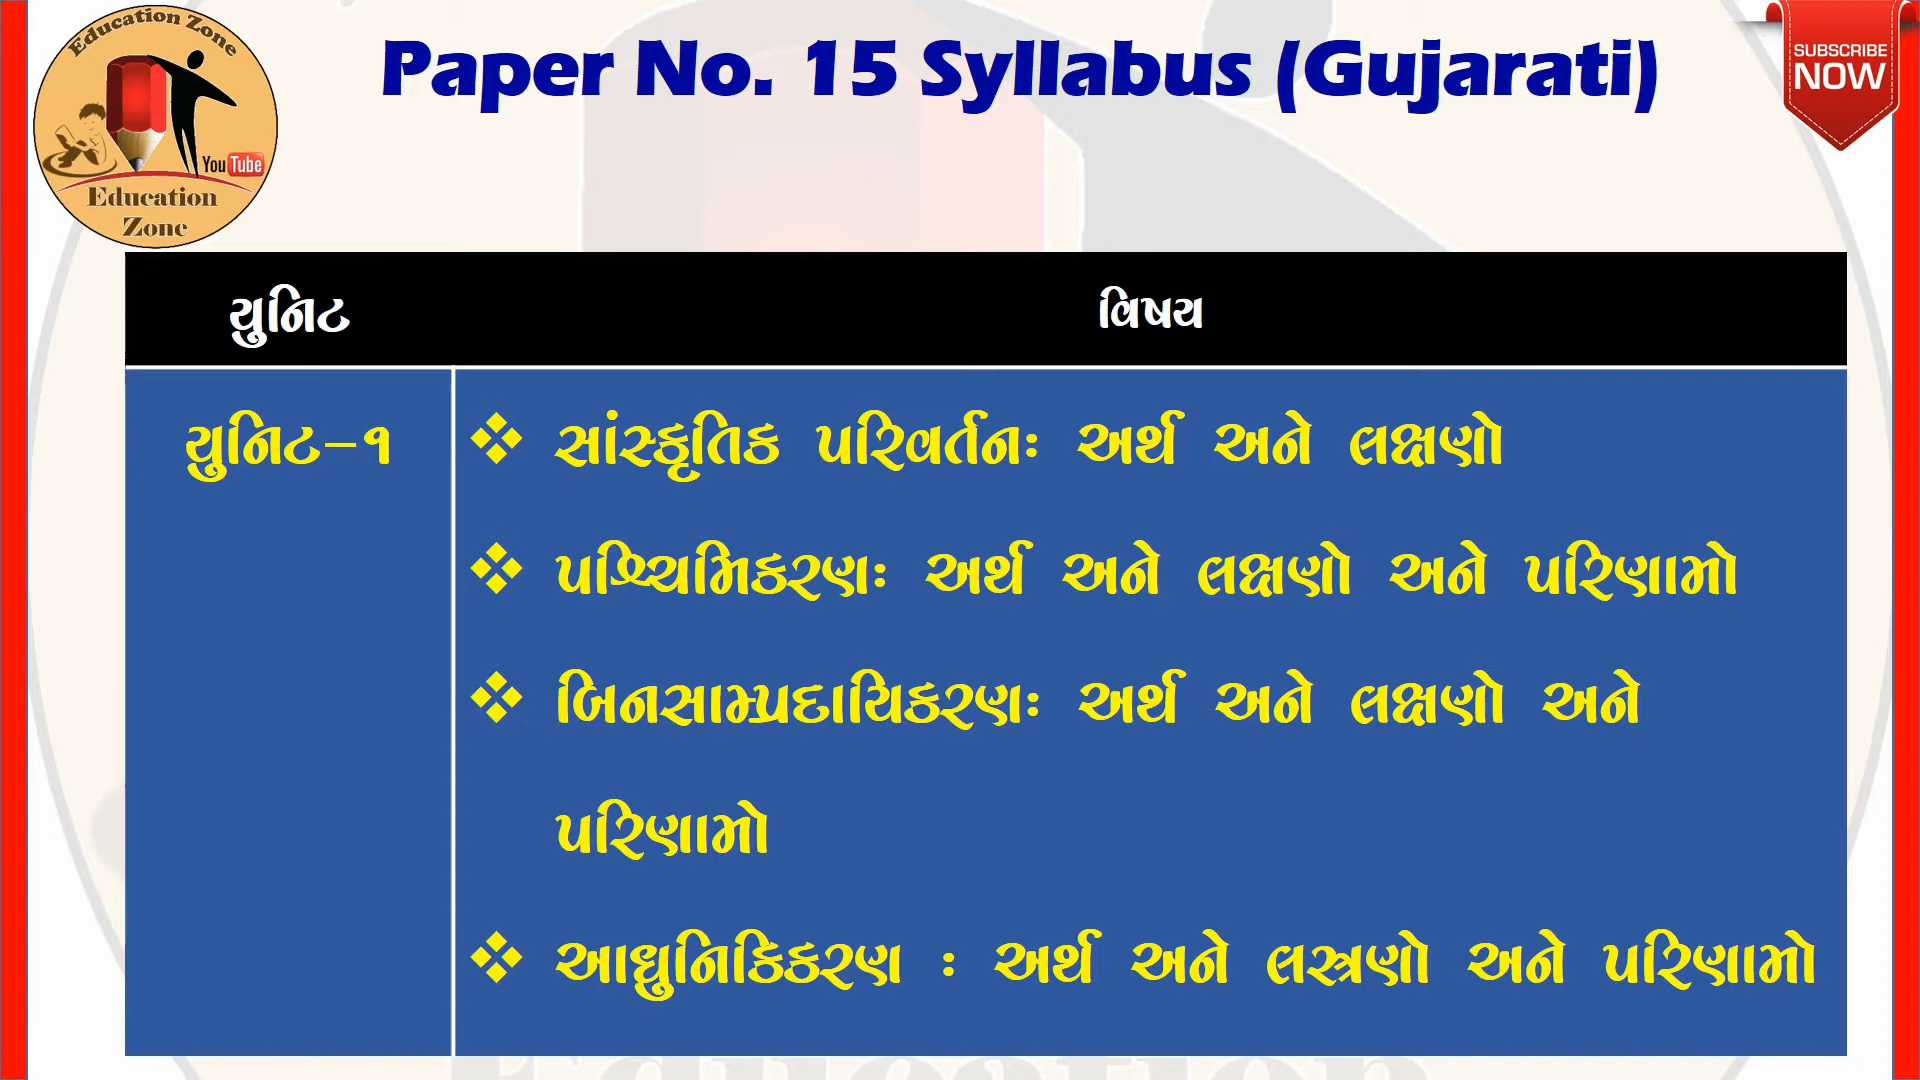 Education Zone
You Tube
Education
Zone
Paper No. 15 Syllabus (Gujarati)
SUBSCRIBE
NOW
યુનિટ વિષય
યુનિટ-૧ ❖ સાંસ્કૃતિક પરિવર્તનઃ અર્થ અને લક્ષણો
❖ પશ્ચિમિકરણઃ અર્થ અને લક્ષણો અને પરિણામો
❖ બિનસામ્પ્રદાયિકરણઃ અર્થ અને લક્ષણો અને
પરિણામો
❖ આધુનિકિકરણ : અર્થ અને લસ્ત્રણો અને પરિણામો
Education